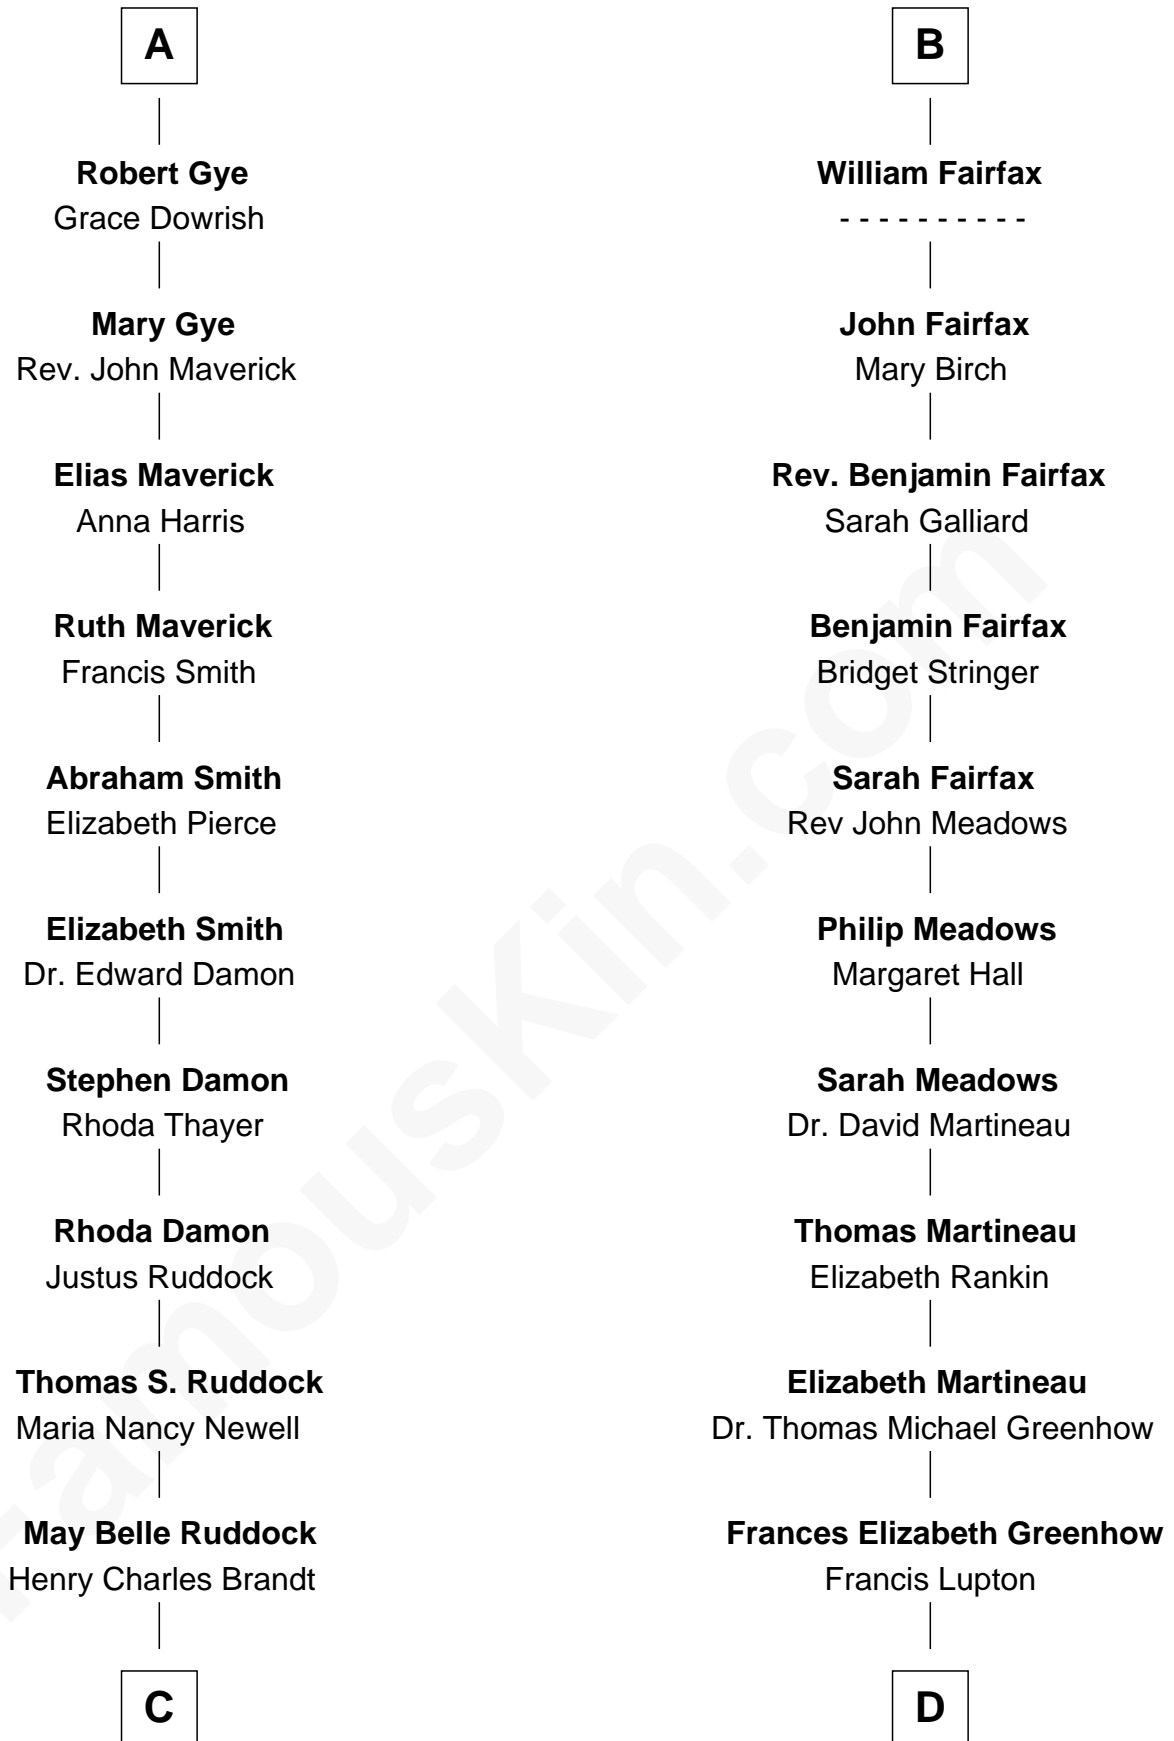 A
Robert Gye
Grace Dowrish
Mary Gye
Rev. John Maverick
Elias Maverick
Anna Harris
Ruth Maverick
Francis Smith
Abraham Smith
Elizabeth Pierce
Elizabeth Smith
Dr. Edward Damon
Stephen Damon
Rhoda Thayer
Rhoda Damon
Justus Ruddock
Thomas S. Ruddock
Maria Nancy Newell
May Belle Ruddock
Henry Charles Brandt
C
B
William Fairfax
- - - - - - - - - -
John Fairfax
Mary Birch
Rev. Benjamin Fairfax
Sarah Galliard
Benjamin Fairfax
Bridget Stringer
Sarah Fairfax
Rev John Meadows
Philip Meadows
Margaret Hall
Sarah Meadows
Dr. David Martineau
Thomas Martineau
Elizabeth Rankin
Elizabeth Martineau
Dr. Thomas Michael Greenhow
Frances Elizabeth Greenhow
Francis Lupton
D
FamousKin.com